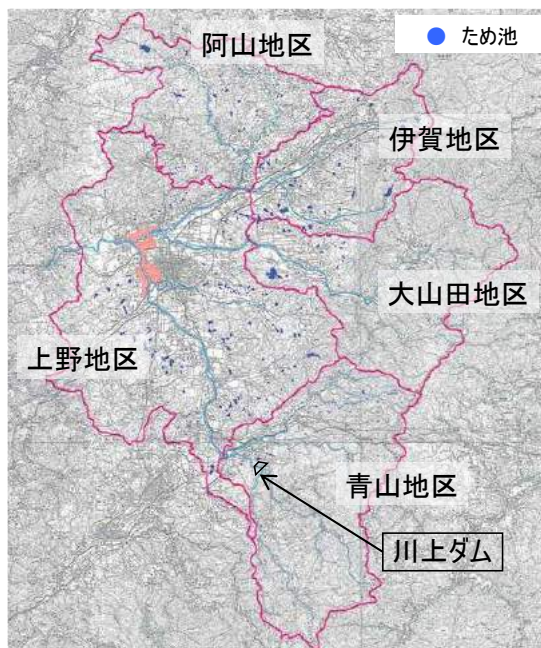 阿山地区
ため池
伊賀地区
大山田地区
上野地区
青山地区
川上ダム